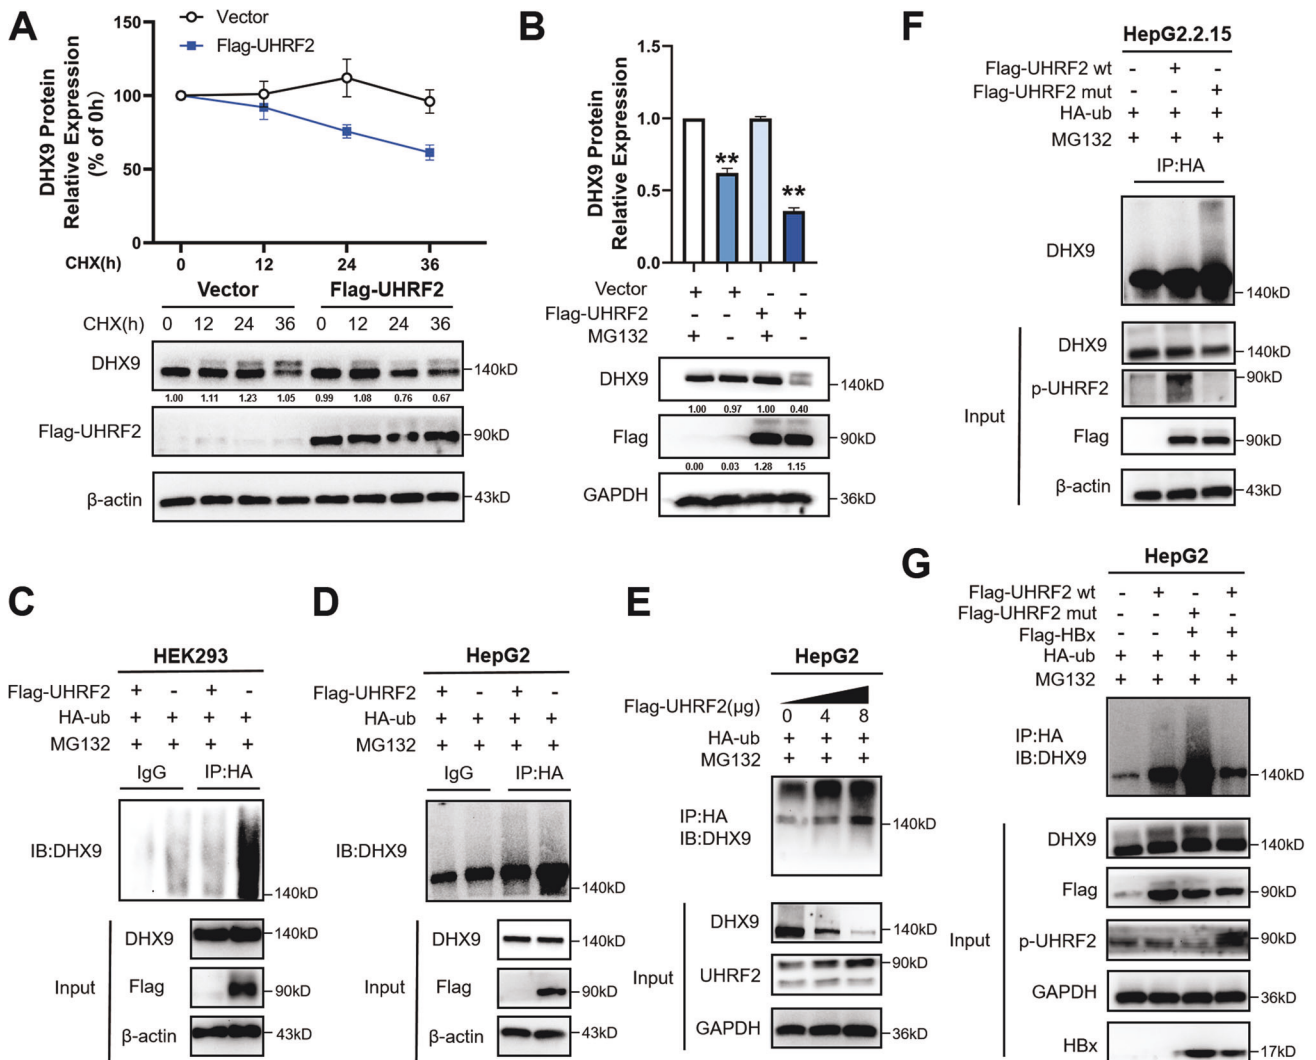 A
DHX9 Protein
Relative Expression
(% of 0h)
150
100
50
0
Vector
Flag-UHRF2
CHX(h)
0 12 24 36
Vector Flag-UHRF2
CHX(h) 0 12 24 36 0 12 24 36
DHX9 140kD
1.00 1.11 1.23 1.05 0.99 1.08 0.76 0.67
Flag-UHRF2 90kD
β-actin 43kD
B
DHX9 Protein
Relative Expression
1.5
1.0
0.5
0.0
** **
Vector + + - -
Flag-UHRF2 - - + +
MG132 + - + -
DHX9 140kD
1.00 0.97 1.00 0.40
Flag 90kD
0.00 0.03 1.28 1.15
GAPDH 36kD
C
HEK293
Flag-UHRF2 + - + -
HA-ub + + + +
MG132 + + + +
IgG IP:HA
IB:DHX9 140kD
Input
DHX9 140kD
Flag 90kD
β-actin 43kD
D
HepG2
Flag-UHRF2 + - + -
HA-ub + + + +
MG132 + + + +
IgG IP:HA
IB:DHX9 140kD
Input
DHX9 140kD
Flag 90kD
β-actin 43kD
E
HepG2
Flag-UHRF2(μg) 0 4 8
HA-ub + + +
MG132 + + +
IP:HA
IB:DHX9 140kD
Input
DHX9 140kD
UHRF2 90kD
GAPDH 36kD
F
HepG2.2.15
Flag-UHRF2 wt - + -
Flag-UHRF2 mut - - +
HA-ub + + +
MG132 + + +
IP:HA
DHX9 140kD
Input
DHX9 140kD
p-UHRF2 90kD
Flag 90kD
β-actin 43kD
G
HepG2
Flag-UHRF2 wt - + - +
Flag-UHRF2 mut - - + -
Flag-HBx - - + +
HA-ub + + + +
MG132 + + + +
IP:HA
IB:DHX9 140kD
Input
DHX9 140kD
Flag 90kD
p-UHRF2 90kD
GAPDH 36kD
HBx 17kD